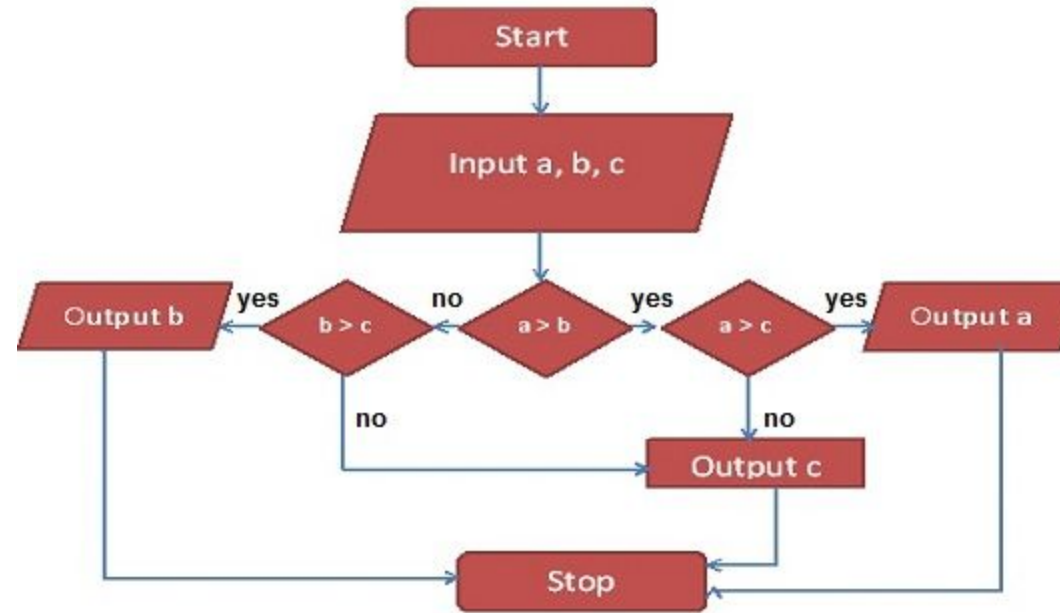 Start
Input a, b, c
Output b
yes
b > c
no
a > b
yes
a > c
yes
Output a
no
no
Output c
Stop